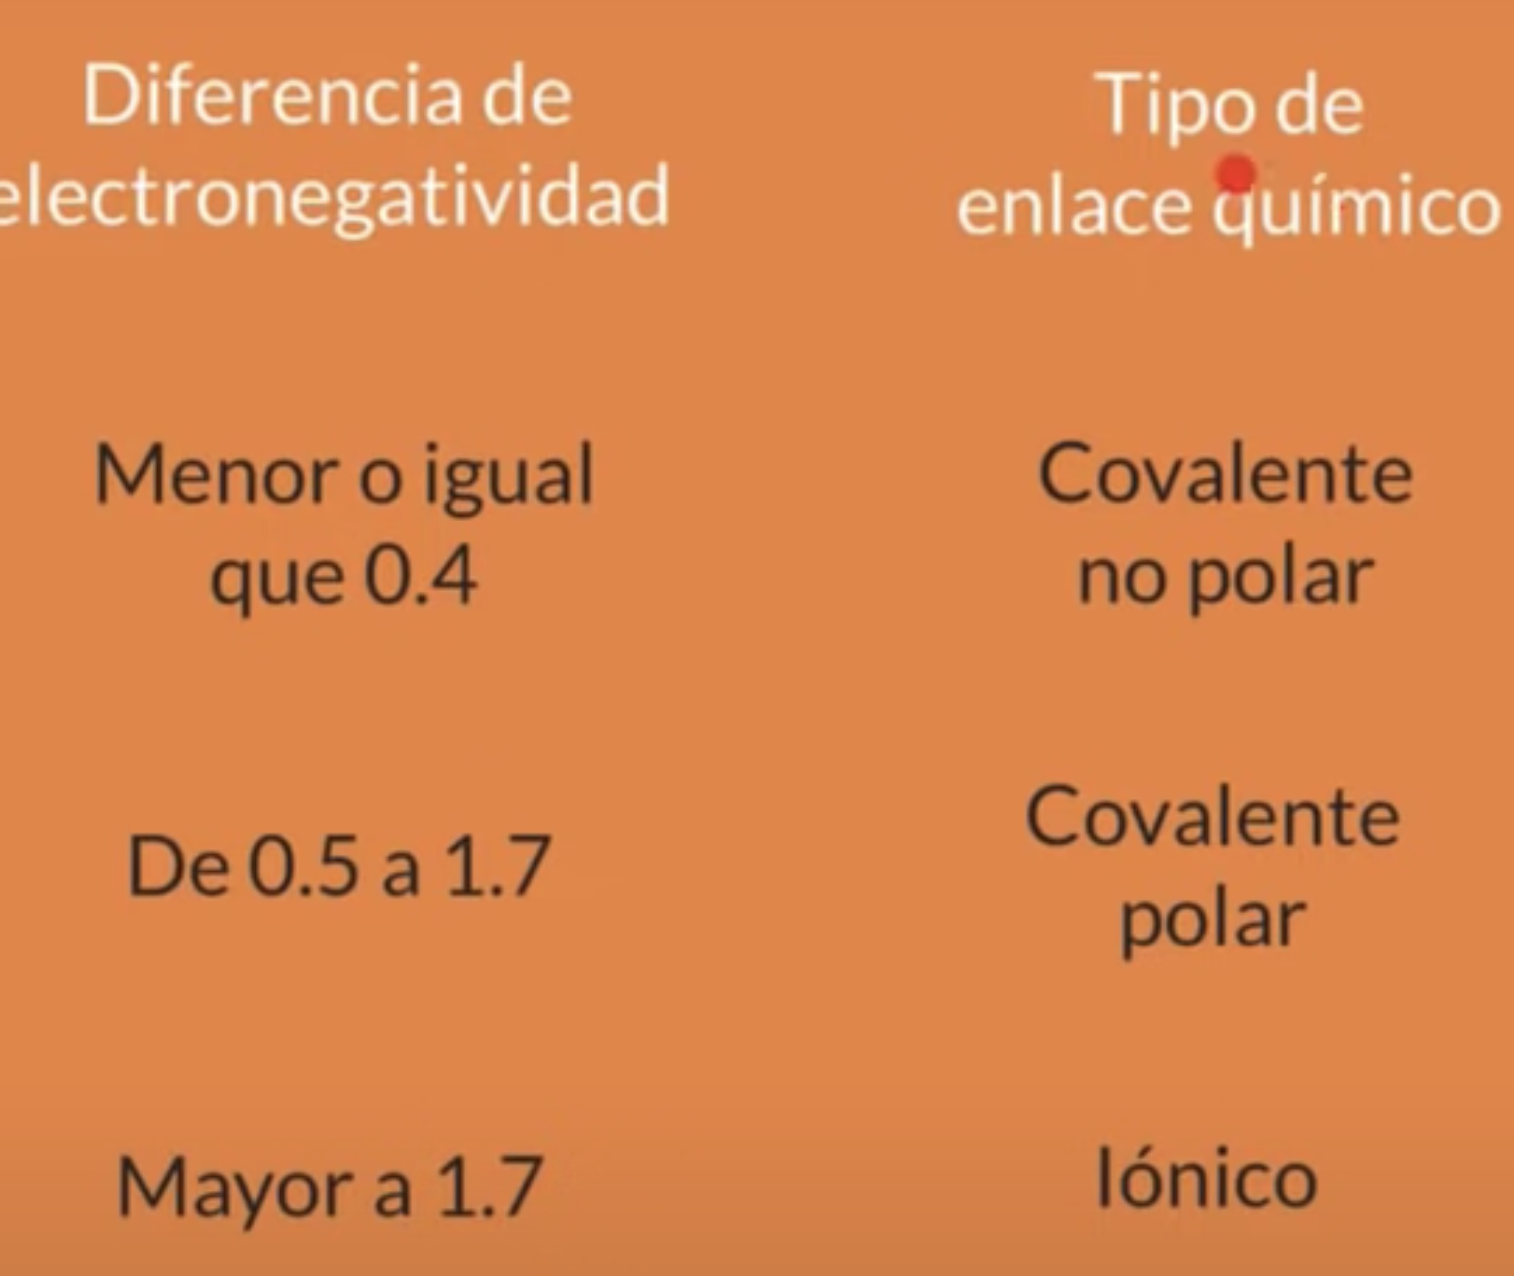 Diferencia de
electronegatividad
Tipo de
enlace químico
Menor o igual
que 0.4
Covalente
no polar
De 0.5 a 1.7
Covalente
polar
Mayor a 1.7
Iónico